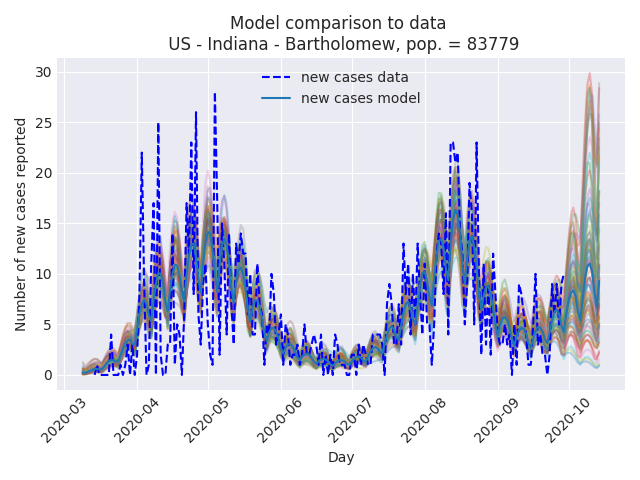 Model comparison to data
US - Indiana - Bartholomew, pop. = 83779
new cases data
new cases model
Number of new cases reported
30
25
20
15
10
5
0
2020-03
2020-04
2020-05
2020-06
2020-07
2020-08
2020-09
2020-10
Day